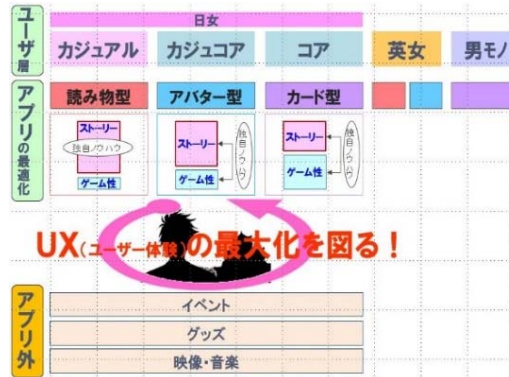 ユーザ層
日女
カジュアル
カジュコア
コア
英女
男モノ
アプリの最適化
読み物型
アバター型
カード型
ストーリー
独自ノウハウ
ゲーム性
ストーリー
独自ノウハウ
ゲーム性
ストーリー
独自ノウハウ
ゲーム性
UX(ユーザー体験)の最大化を図る！
アプリ外
イベント
グッズ
映像・音楽